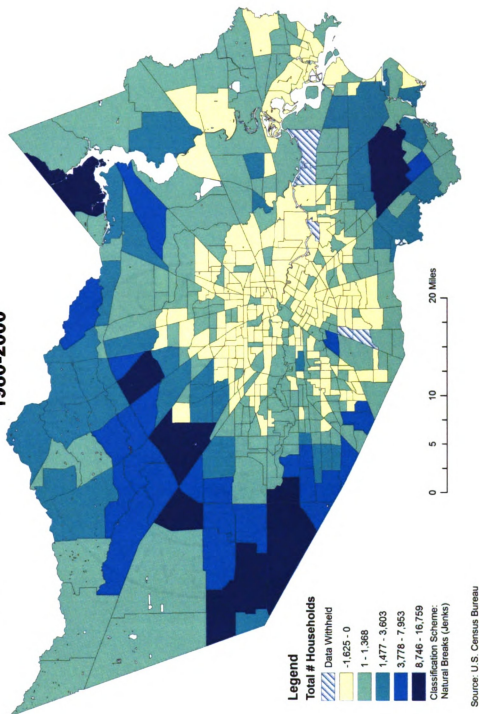 1980-2000
20 Miles
0
5
10
20
Legend
Total # Households
Data Withheld
-1,625 - 0
1 - 1,368
1,477 - 3,603
3,778 - 7,953
8,746 - 16,759
Classification Scheme:
Natural Breaks (Jenks)
Source: U.S. Census Bureau